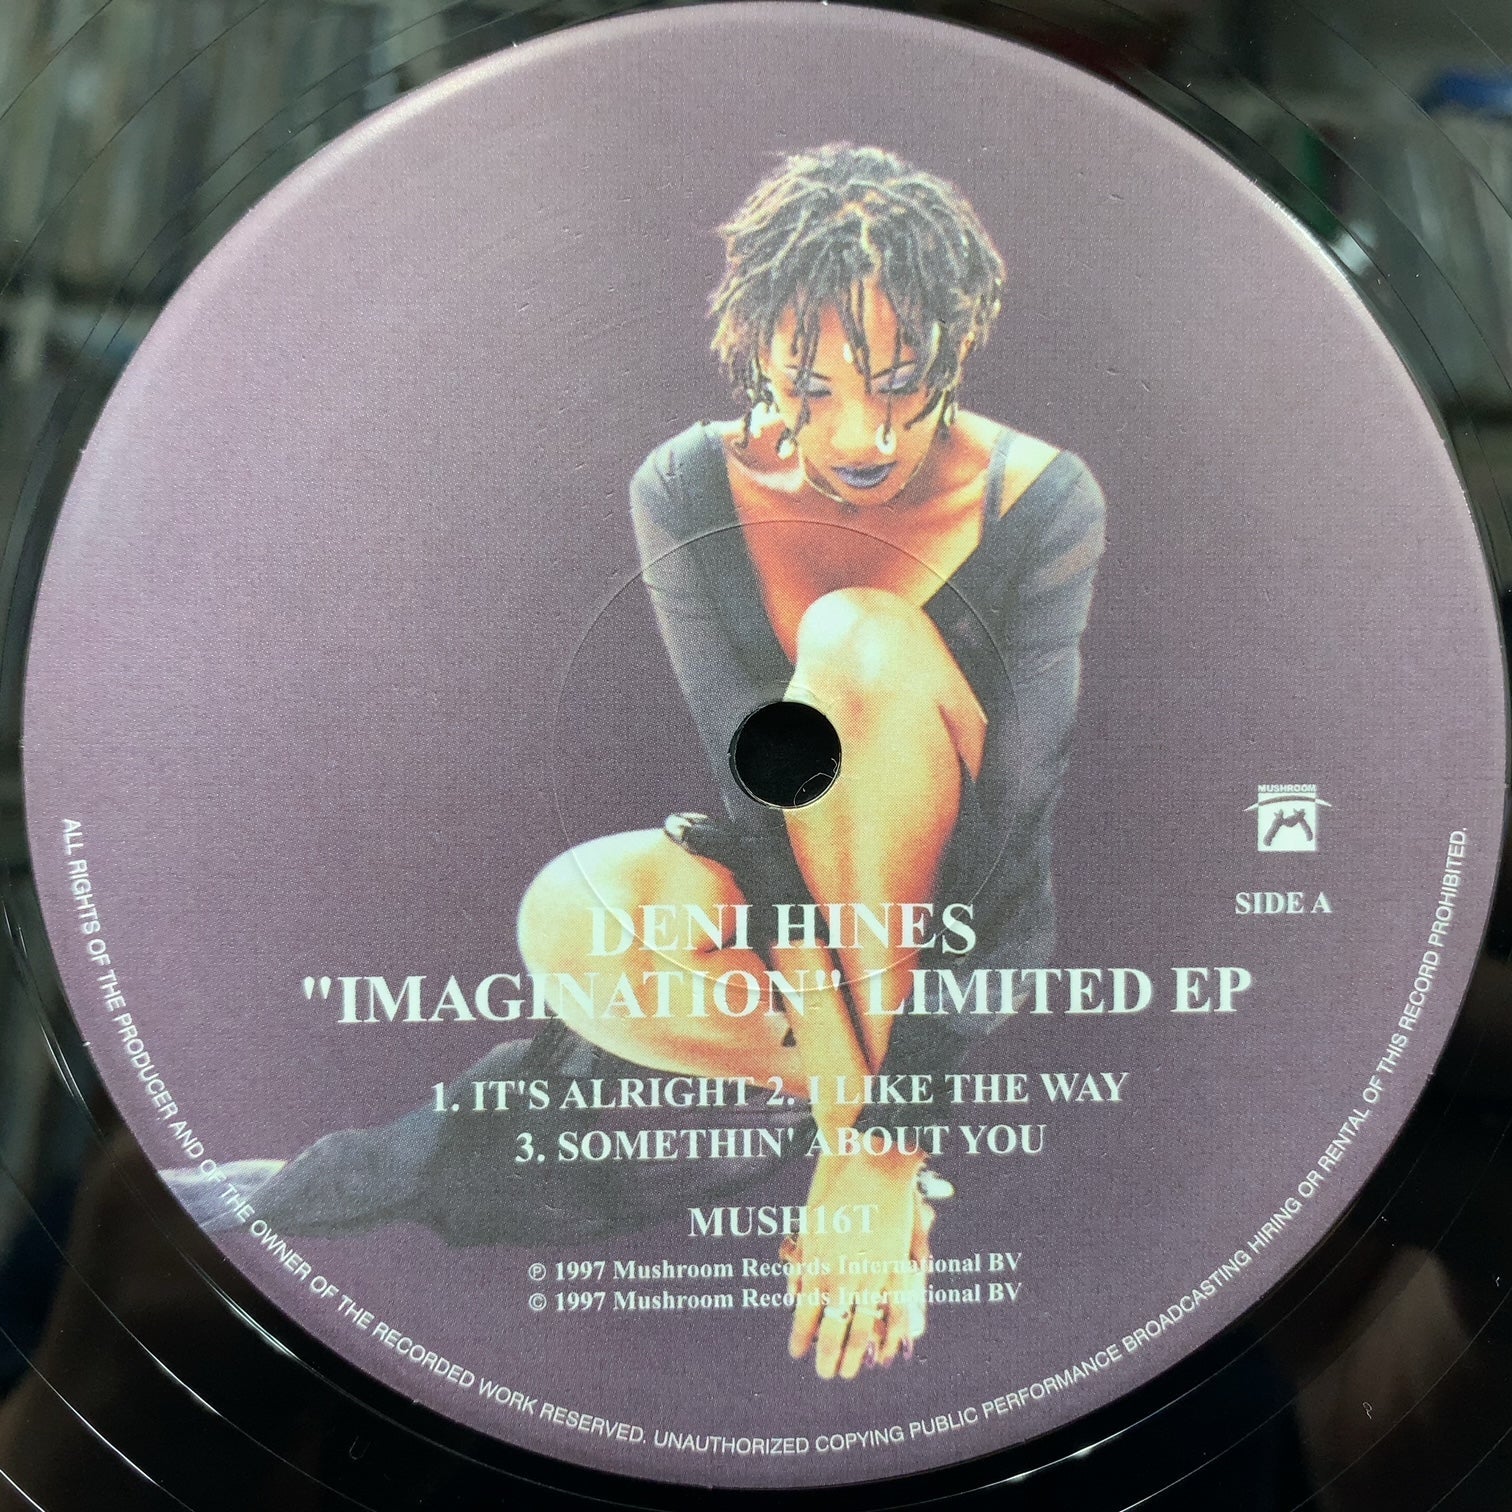 MUSHROOM
SIDE A
DENI HINES
"IMAGINATION" LIMITED EP
1. IT'S ALRIGHT 2. I LIKE THE WAY
3. SOMETHIN' ABOUT YOU
MUSH16T
℗ 1997 Mushroom Records International BV
© 1997 Mushroom Records International BV
ALL RIGHTS OF THE PRODUCER AND OF THE OWNER OF THE RECORDED WORK RESERVED. UNAUTHORIZED COPYING PUBLIC PERFORMANCE BROADCASTING HIRING OR RENTAL OF THIS RECORD PROHIBITED.